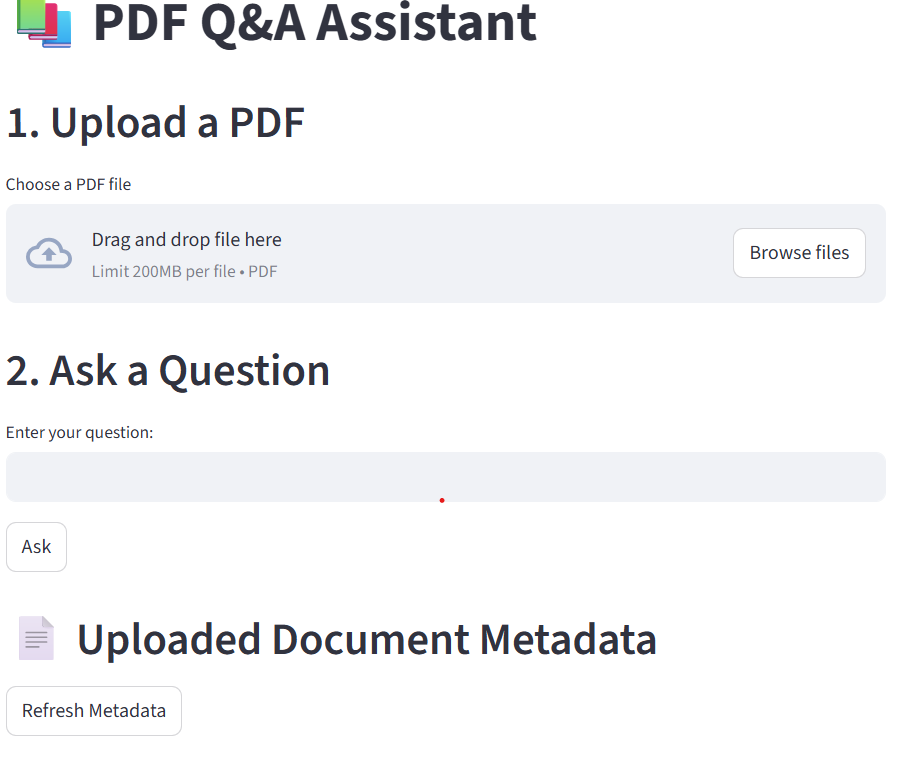 PDF Q&A Assistant
1. Upload a PDF
Choose a PDF file
Drag and drop file here
Limit 200MB per file • PDF
Browse files
2. Ask a Question
Enter your question:
Ask
Uploaded Document Metadata
Refresh Metadata